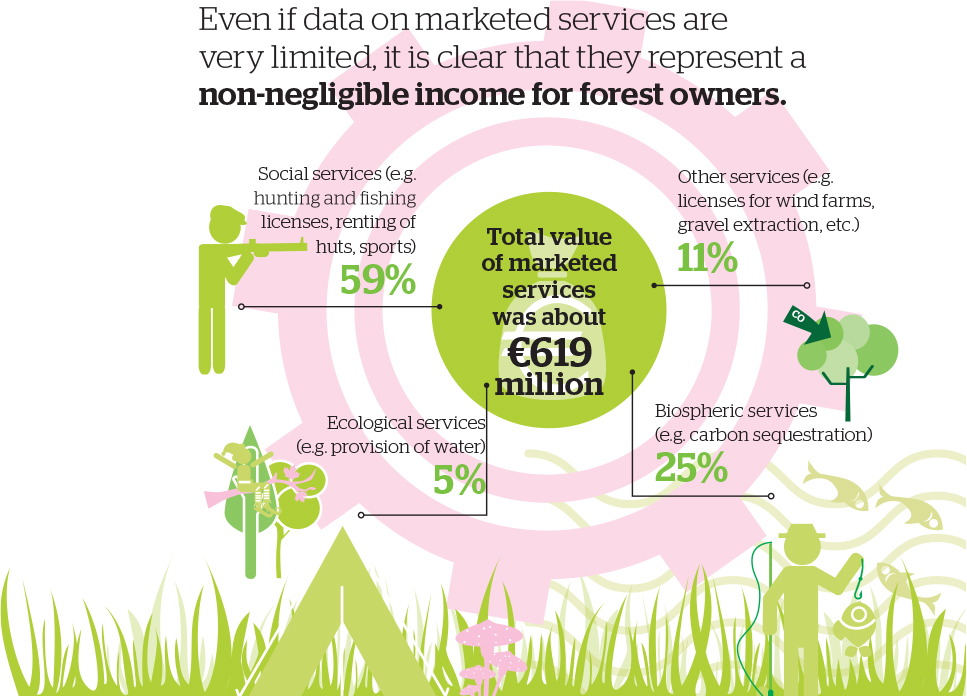 Even if data on marketed services are
very limited, it is clear that they represent a
non-negligible income for forest owners.
Social services (e.g.
hunting and fishing
licenses, renting of
huts, sports)
59%
Other services (e.g.
licenses for wind farms,
gravel extraction, etc.)
11%
Total value
of marketed
services
was about
€619
million
CO
Ecological services
(e.g. provision of water)
5%
Biospheric services
(e.g. carbon sequestration)
25%